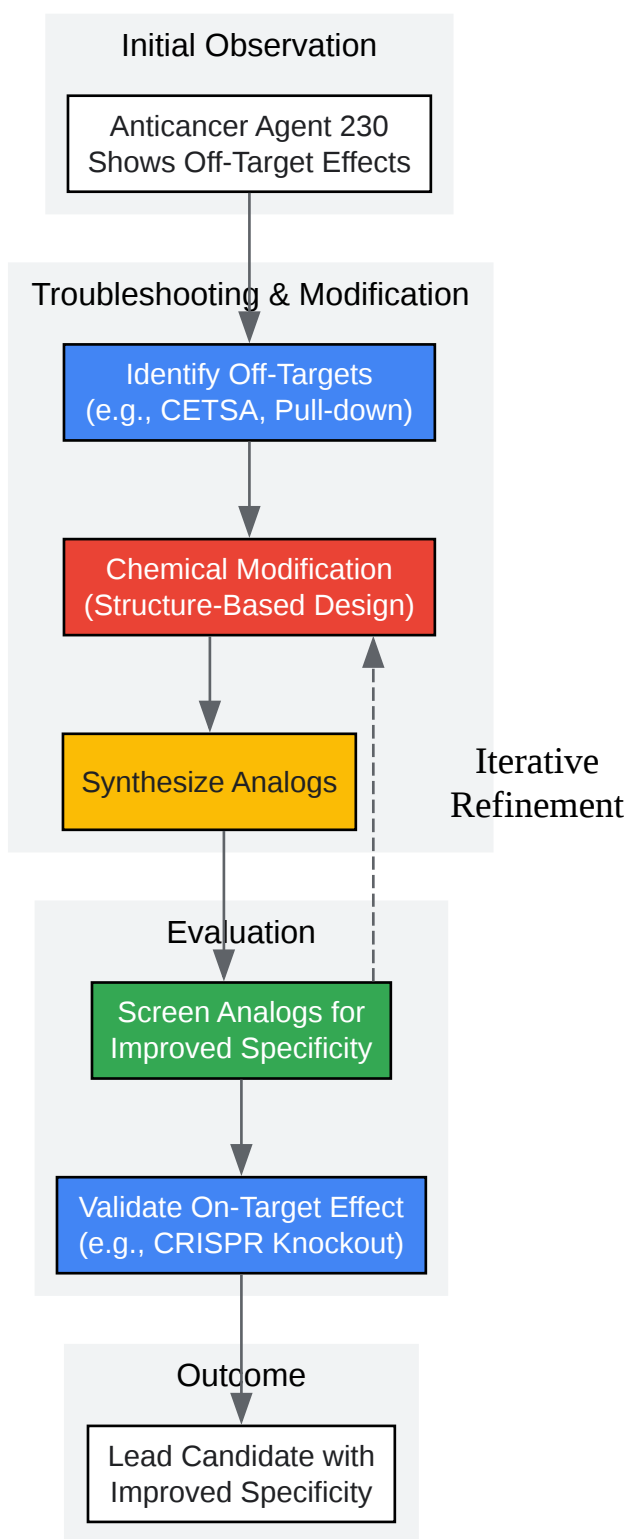 Initial Observation
Anticancer Agent 230
Shows Off-Target Effects
Troubleshooting & Modification
Identify Off-Targets
(e.g., CETSA, Pull-down)
Chemical Modification
(Structure-Based Design)
Synthesize Analogs
Iterative
Refinement
Evaluation
Screen Analogs for
Improved Specificity
Validate On-Target Effect
(e.g., CRISPR Knockout)
Outcome
Lead Candidate with
Improved Specificity